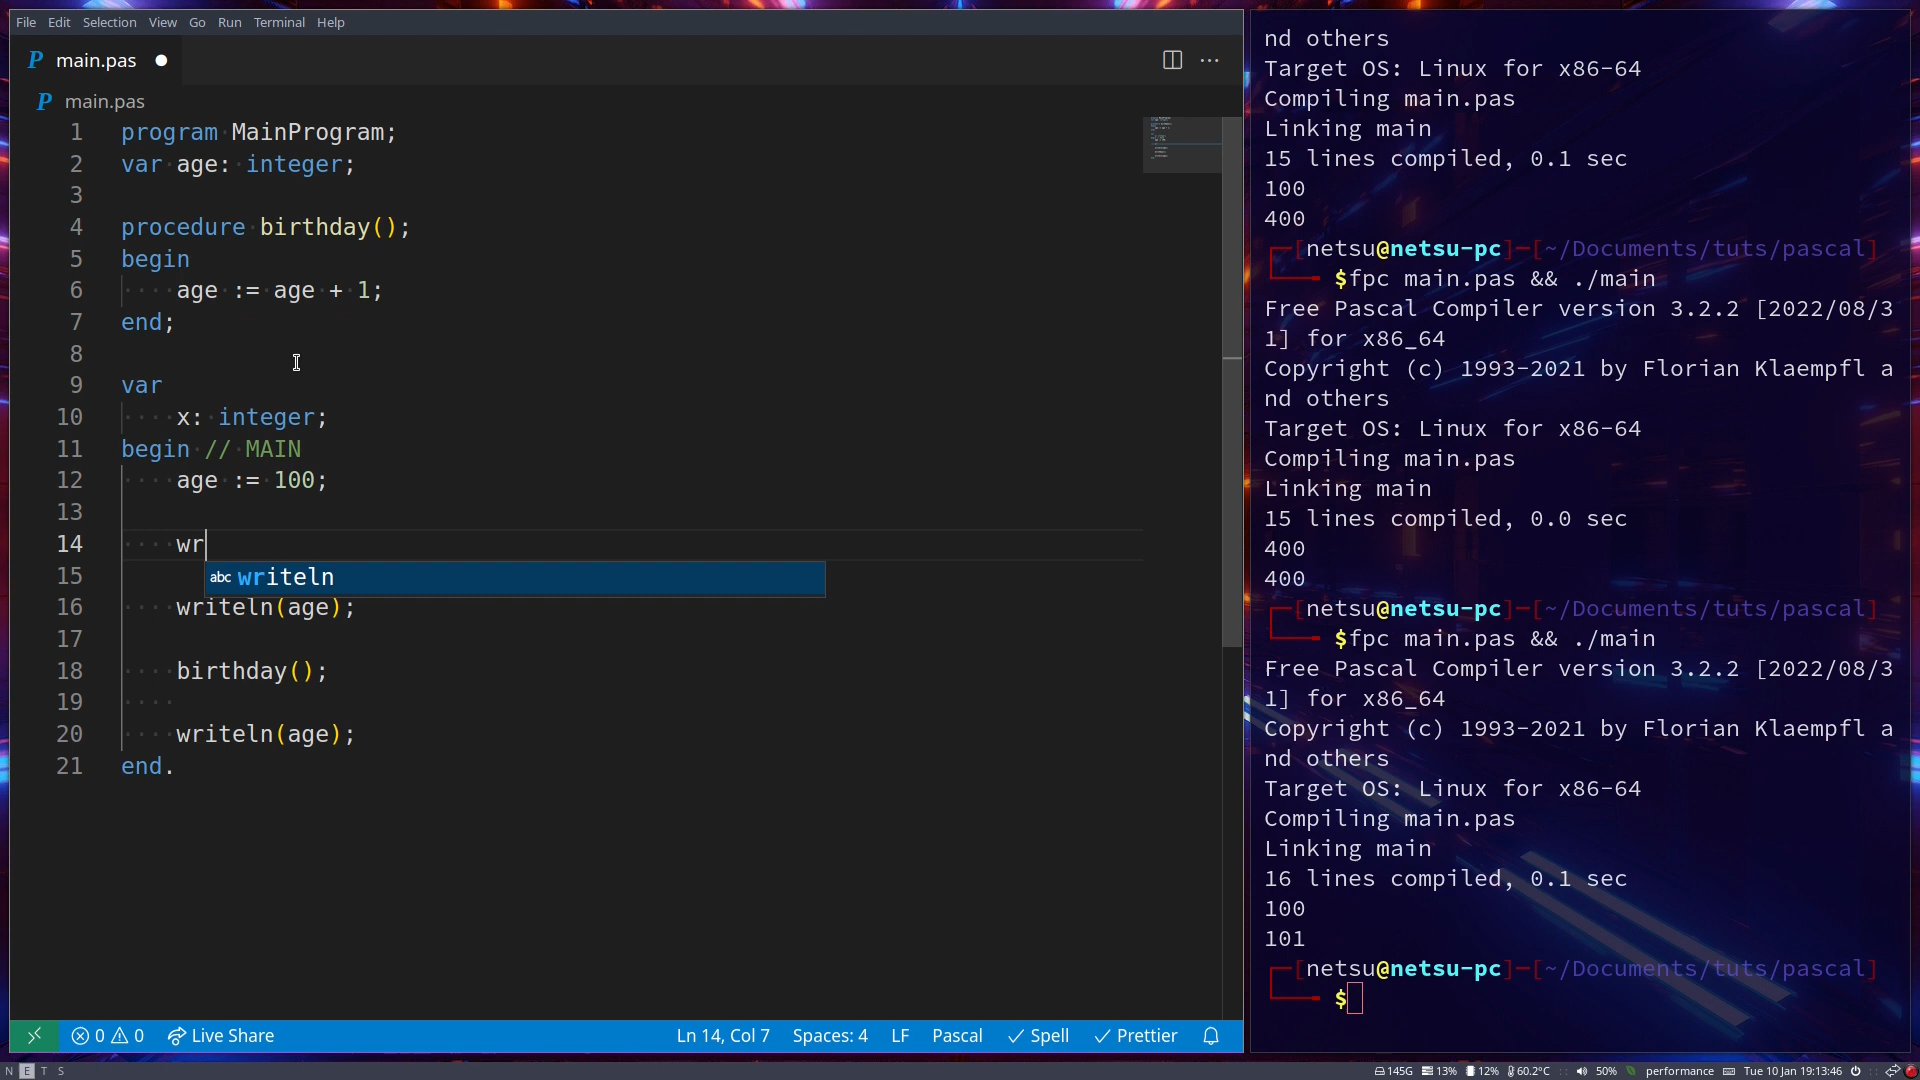 File Edit Selection View Go Run Terminal Help
P main.pas
P main.pas
1 program MainProgram;
2 var age: integer;
3
4 procedure birthday();
5 begin
6 age := age + 1;
7 end;
8
9 var
10 x: integer;
11 begin // MAIN
12 age := 100;
13
14 wr
abc writeln
15
16 writeln(age);
17
18 birthday();
19
20 writeln(age);
21 end.
0 0 Live Share Ln 14, Col 7 Spaces: 4 LF Pascal Spell Prettier
nd others
Target OS: Linux for x86-64
Compiling main.pas
Linking main
15 lines compiled, 0.1 sec
100
400
[netsu@netsu-pc]-[~/Documents/tuts/pascal]
$fpc main.pas && ./main
Free Pascal Compiler version 3.2.2 [2022/08/3
1] for x86_64
Copyright (c) 1993-2021 by Florian Klaempfl a
nd others
Target OS: Linux for x86-64
Compiling main.pas
Linking main
15 lines compiled, 0.0 sec
400
400
[netsu@netsu-pc]-[~/Documents/tuts/pascal]
$fpc main.pas && ./main
Free Pascal Compiler version 3.2.2 [2022/08/3
1] for x86_64
Copyright (c) 1993-2021 by Florian Klaempfl a
nd others
Target OS: Linux for x86-64
Compiling main.pas
Linking main
16 lines compiled, 0.1 sec
100
101
[netsu@netsu-pc]-[~/Documents/tuts/pascal]
$
N E T S 145G 13% 12% 60.2°C 50% performance Tue 10 Jan 19:13:46